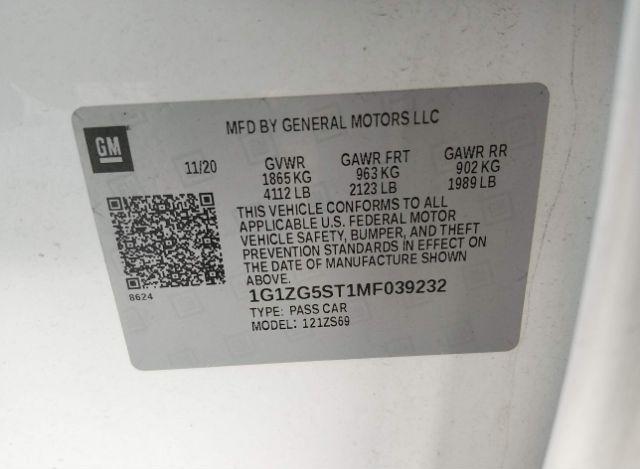 MFD BY GENERAL MOTORS LLC
GM
11/20 GVWR GAWR FRT GAWR RR
1865 KG 963 KG 902 KG
4112 LB 2123 LB 1989 LB
THIS VEHICLE CONFORMS TO ALL
APPLICABLE U.S. FEDERAL MOTOR
VEHICLE SAFETY, BUMPER, AND THEFT
PREVENTION STANDARDS IN EFFECT ON
THE DATE OF MANUFACTURE SHOWN
ABOVE.
8624
1G1ZG5ST1MF039232
TYPE: PASS CAR
MODEL: 121ZS69